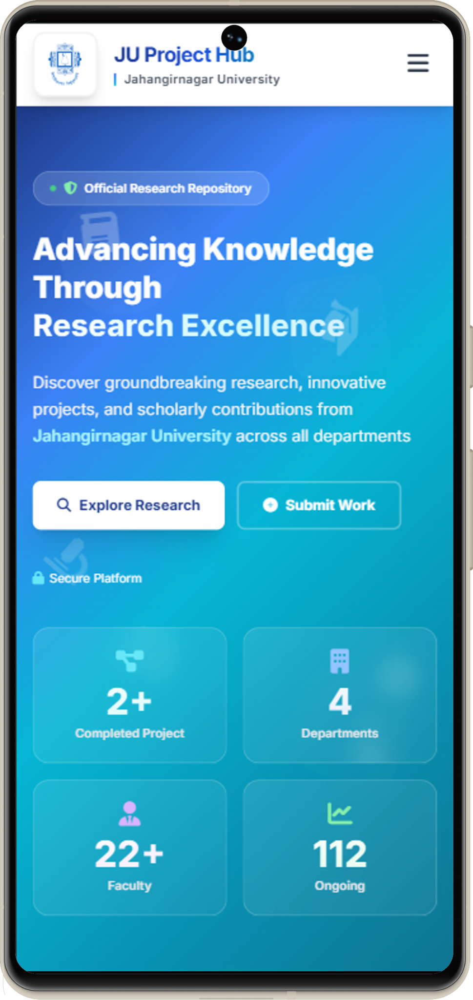 JU Project Hub
Jahangirnagar University
Official Research Repository
Advancing Knowledge
Through
Research Excellence
Discover groundbreaking research, innovative
projects, and scholarly contributions from
Jahangirnagar University across all departments
Explore Research
Submit Work
Secure Platform
2+
Completed Project
4
Departments
22+
Faculty
112
Ongoing